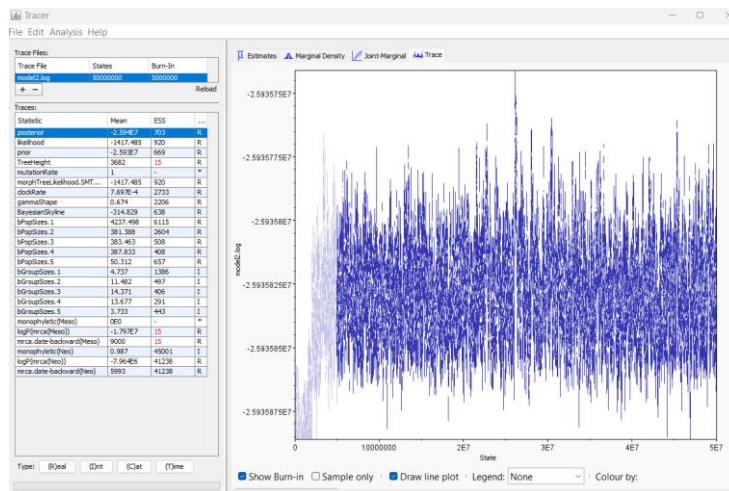 Tracer
File Edit Analysis Help
Trace Files:
Trace File States Burn-In
model2.log 50000000 5000000
+ − Reload
Traces:
Statistic Mean ESS ...
posterior -2.594E7 703 R
likelihood -1417.485 920 R
prior -2.593E7 669 R
TreeHeight 3682 15 R
mutationRate 1 - *
morphTreeLikelihood.SMT... -1417.485 920 R
clockRate 7.697E-4 2733 R
gammaShape 0.674 2206 R
BayesianSkyline -314.829 638 R
bPopSizes.1 4237.498 6115 R
bPopSizes.2 381.388 2604 R
bPopSizes.3 383.463 508 R
bPopSizes.4 387.833 408 R
bPopSizes.5 50.312 657 R
bGroupSizes.1 4.737 1386 I
bGroupSizes.2 11.482 497 I
bGroupSizes.3 14.371 406 I
bGroupSizes.4 13.677 291 I
bGroupSizes.5 3.733 443 I
monophyletic(Meso) 0E0 - *
logP(mrca(Meso)) -1.797E7 15 R
mrca.date-backward(Meso) 9000 15 R
monophyletic(Neo) 0.987 45001 I
logP(mrca(Neo)) -7.964E6 41238 R
mrca.date-backward(Neo) 5993 41238 R
Type: (R)eal (I)nt (C)at (T)ime
Estimates Marginal Density Joint-Marginal Trace
-2.593575E7
-2.5935775E7
-2.59358E7
-2.5935825E7
-2.593585E7
-2.5935875E7
model2.log
0 10000000 2E7 3E7 4E7 5E7
State
Show Burn-in Sample only Draw line plot Legend: None Colour by: